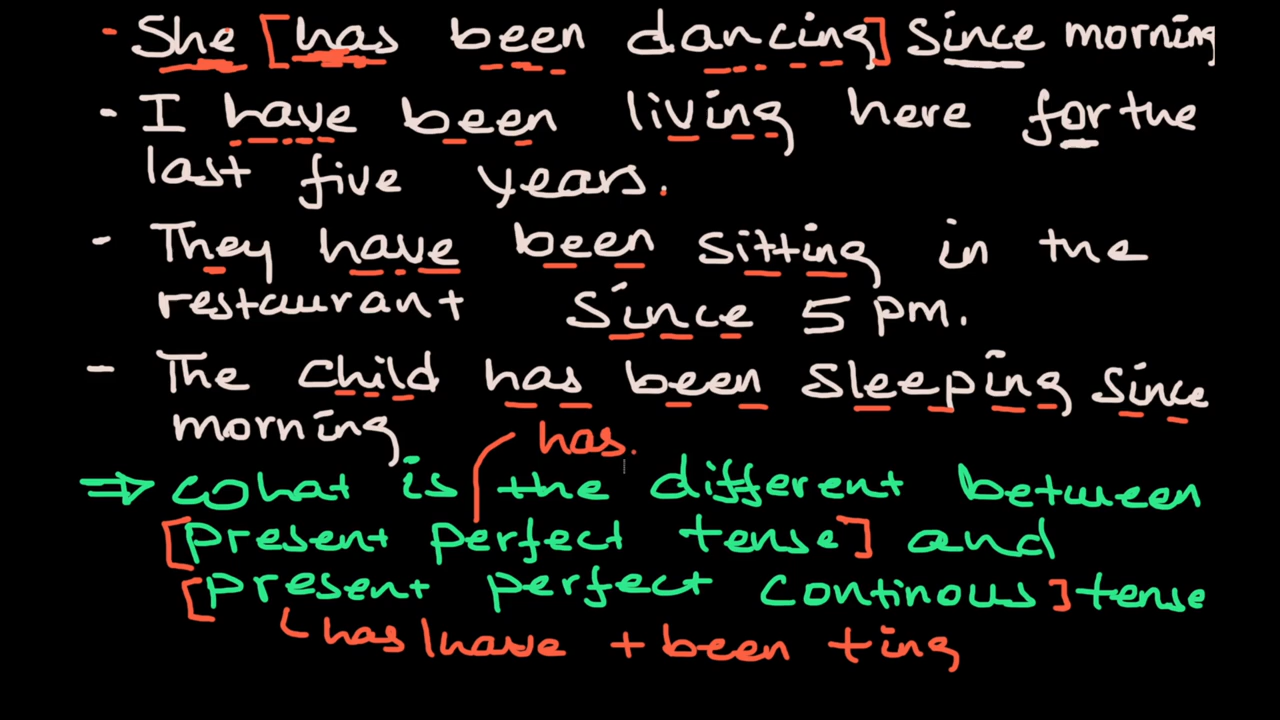 - She [has been dancing] since morning
- I have been living here for the
last five years.
- They have been sitting in the
restaurant since 5 pm.
- The child has been sleeping since
morning
has.
⇒ what is the different between
[present perfect tense] and
[present perfect continous] tense
has/have + been + ing